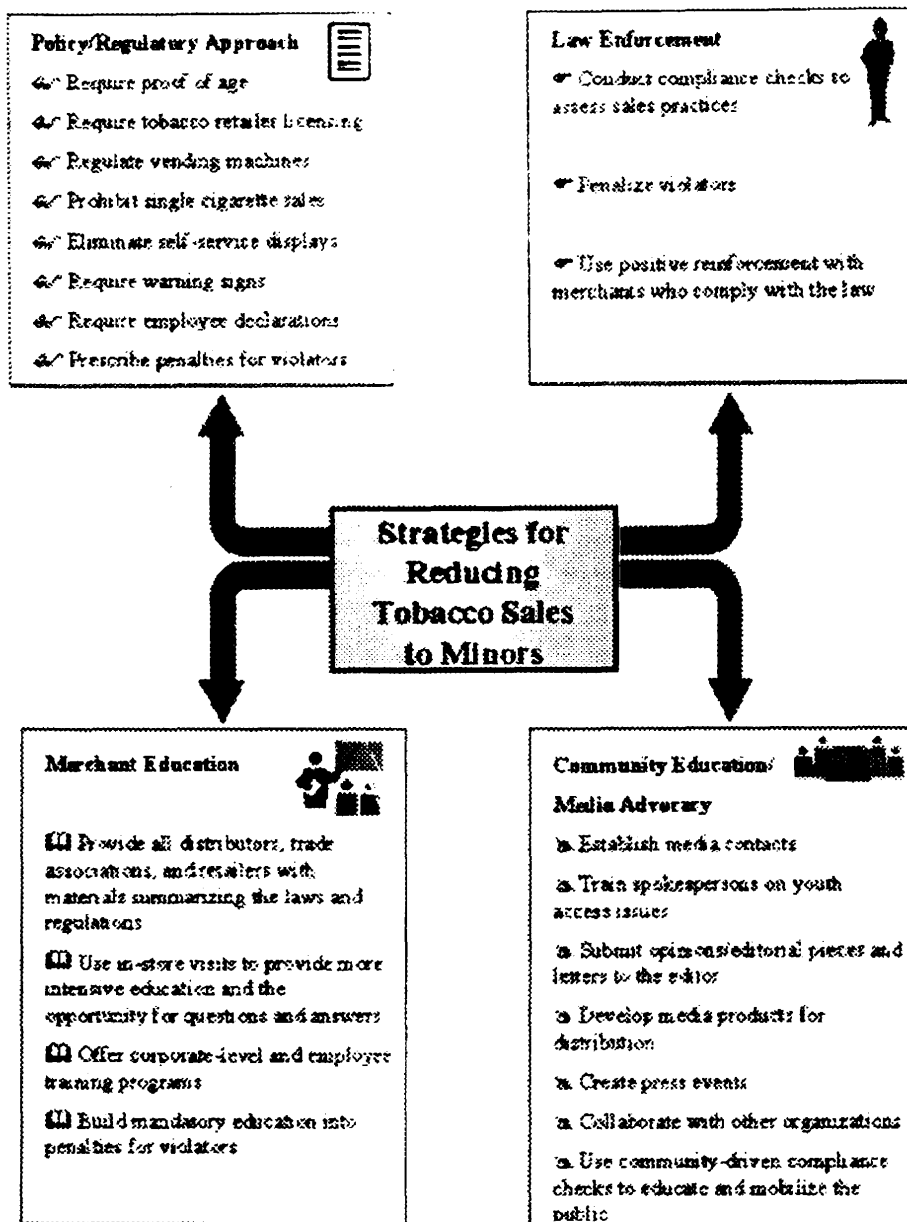 Policy/Regulatory Approach
Require proof of age
Require tobacco retailer licensing
Regulate vending machines
Prohibit single cigarette sales
Eliminate self-service displays
Require warning signs
Require employee declarations
Prescribe penalties for violators
Law Enforcement
Conduct compliance checks to
assess sales practices
Penalize violators
Use positive reinforcement with
merchants who comply with the law
Strategies for
Reducing
Tobacco Sales
to Minors
Merchant Education
Provide all distributors, trade
associations, and retailers with
materials summarizing the laws and
regulations
Use in-store visits to provide more
intensive education and the
opportunity for questions and answers
Offer corporate-level and employee
training programs
Build mandatory education into
penalties for violators
Community Education/
Media Advocacy
Establish media contacts
Train spokespersons on youth
access issues
Submit opinions/editorial pieces and
letters to the editor
Develop media products for
distribution
Create press events
Collaborate with other organizations
Use community-driven compliance
checks to educate and mobilize the
public